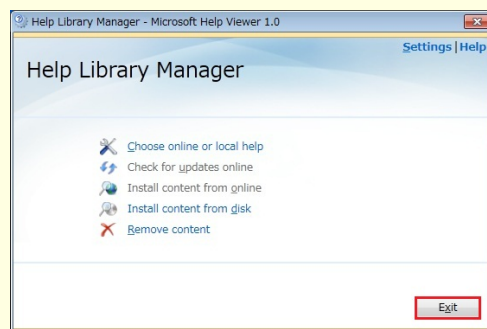 Help Library Manager - Microsoft Help Viewer 1.0
Settings | Help
Help Library Manager
Choose online or local help
Check for updates online
Install content from online
Install content from disk
Remove content
Exit